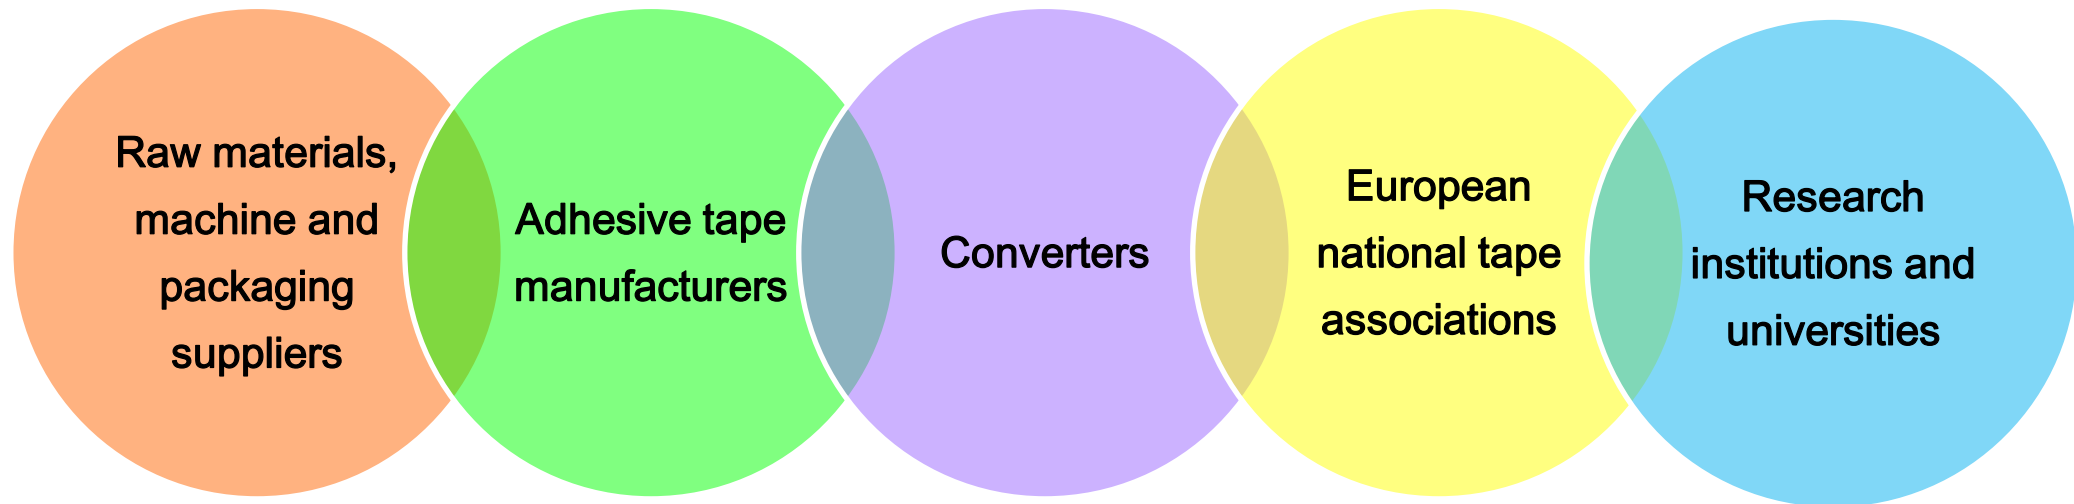 Raw materials,
machine and
packaging
suppliers
Adhesive tape
manufacturers
Converters
European
national tape
associations
Research
institutions and
universities